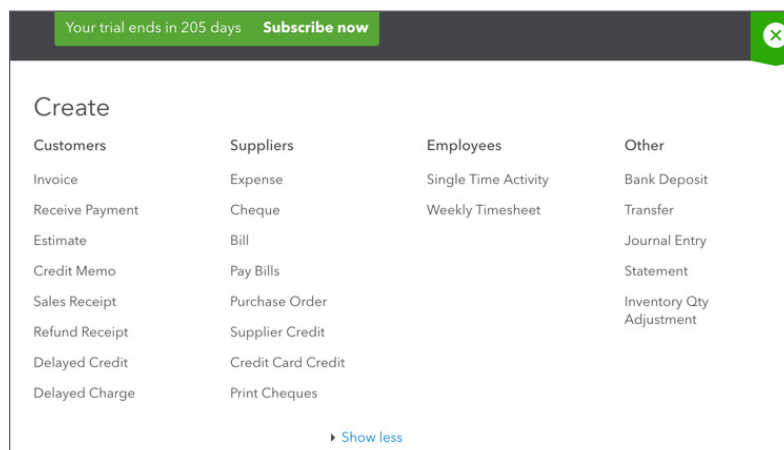 Your trial ends in 205 days Subscribe now
Create
Customers
Invoice
Receive Payment
Estimate
Credit Memo
Sales Receipt
Refund Receipt
Delayed Credit
Delayed Charge
Suppliers
Expense
Cheque
Bill
Pay Bills
Purchase Order
Supplier Credit
Credit Card Credit
Print Cheques
Employees
Single Time Activity
Weekly Timesheet
Other
Bank Deposit
Transfer
Journal Entry
Statement
Inventory Qty
Adjustment
Show less